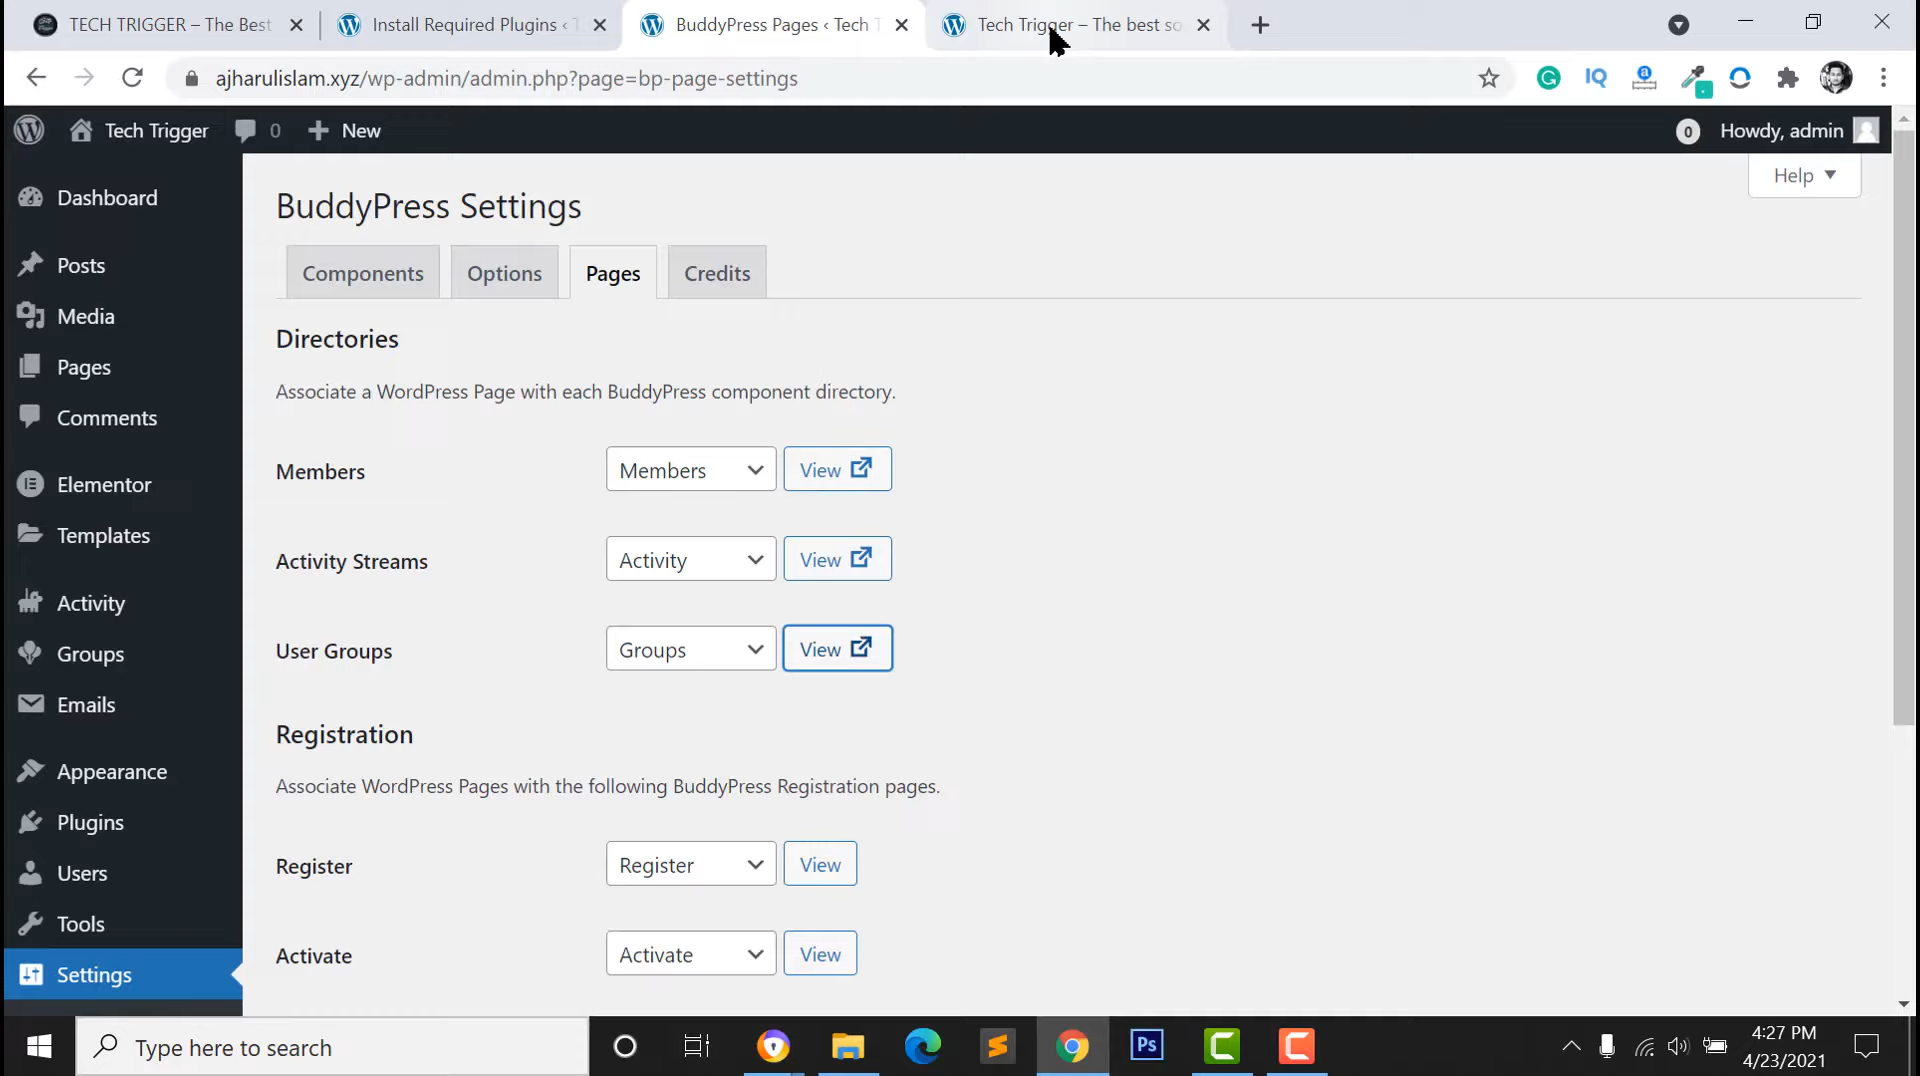 TECH TRIGGER – The Best
Install Required Plugins ‹ T
BuddyPress Pages ‹ Tech T
Tech Trigger – The best so
ajharulislam.xyz/wp-admin/admin.php?page=bp-page-settings
Tech Trigger
0
New
0
Howdy, admin
Help
Dashboard
Posts
Media
Pages
Comments
Elementor
Templates
Activity
Groups
Emails
Appearance
Plugins
Users
Tools
Settings
BuddyPress Settings
Components
Options
Pages
Credits
Directories
Associate a WordPress Page with each BuddyPress component directory.
Members
Members
View
Activity Streams
Activity
View
User Groups
Groups
View
Registration
Associate WordPress Pages with the following BuddyPress Registration pages.
Register
Register
View
Activate
Activate
View
Type here to search
Ps
4:27 PM
4/23/2021